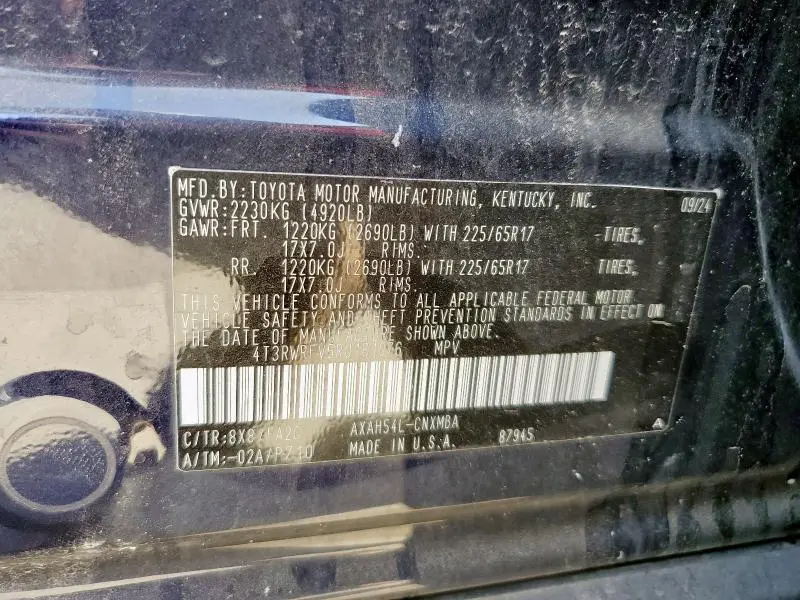 MFD.BY:TOYOTA MOTOR MANUFACTURING, KENTUCKY, INC. 09/24
GVWR:2230KG (4920LB)
GAWR:FRT. 1220KG (2690LB) WITH 225/65R17 TIRES,
17X7.0J RIMS.
RR. 1220KG (2690LB) WITH 225/65R17 TIRES,
17X7.0J RIMS.
THIS VEHICLE CONFORMS TO ALL APPLICABLE FEDERAL MOTOR
VEHICLE SAFETY AND THEFT PREVENTION STANDARDS IN EFFECT ON
THE DATE OF MANUFACTURE SHOWN ABOVE.
MPV
C/TR: AXAH54L-CNXMBA
A/TM: MADE IN U.S.A. 87945